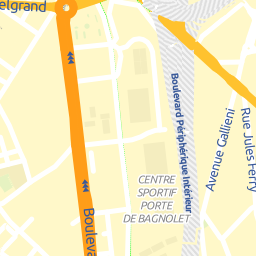 elgrand
Boulevard Périphérique Intérieur
Avenue Gallieni
Rue Jules Ferry
CENTRE
SPORTIF
PORTE
DE BAGNOLET
Bouleva